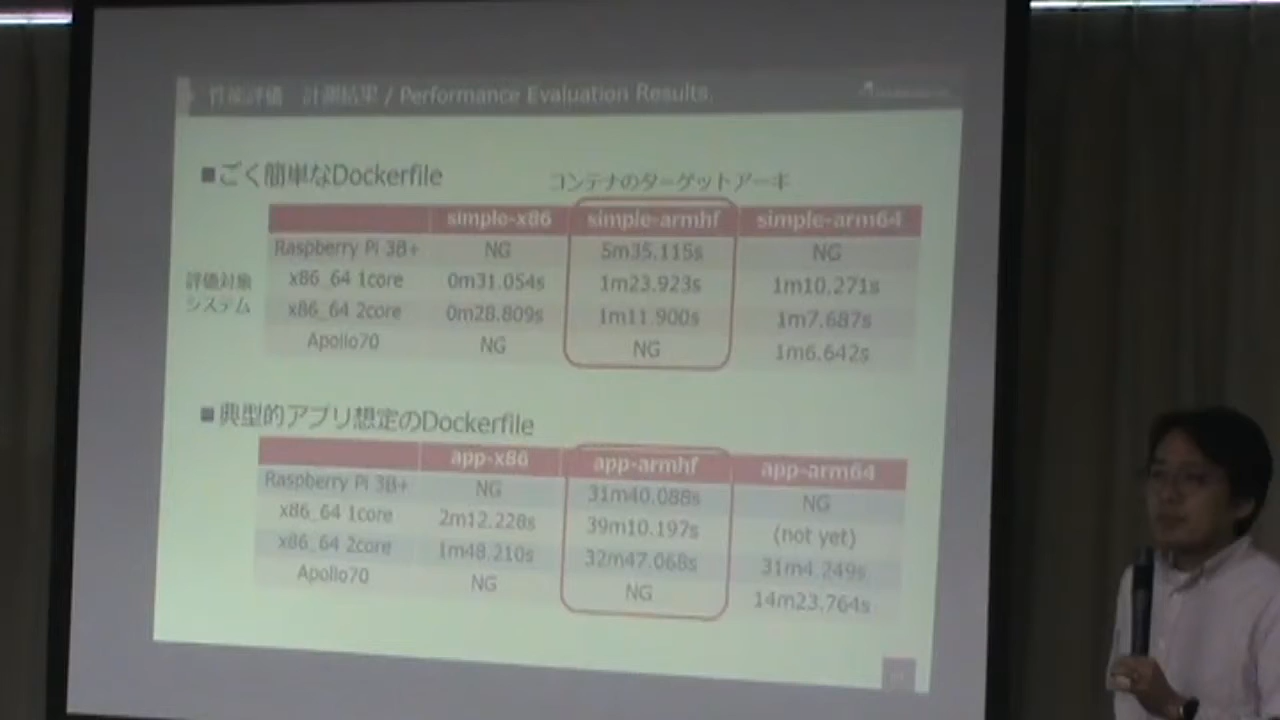 性能評価 計測結果 / Performance Evaluation Results
■ごく簡単なDockerfile
コンテナのターゲットアーキ
simple-x86 simple-armhf simple-arm64
Raspberry Pi 3B+ NG 5m35.115s NG
評価対象
システム
x86_64 1core 0m31.054s 1m23.923s 1m10.271s
x86_64 2core 0m28.809s 1m11.900s 1m7.687s
Apollo70 NG NG 1m6.642s
■典型的アプリ想定のDockerfile
app-x86 app-armhf app-arm64
Raspberry Pi 3B+ NG 31m40.088s NG
x86_64 1core 2m12.228s 39m10.197s (not yet)
x86_64 2core 1m48.210s 32m47.068s 31m4.249s
Apollo70 NG NG 14m23.764s